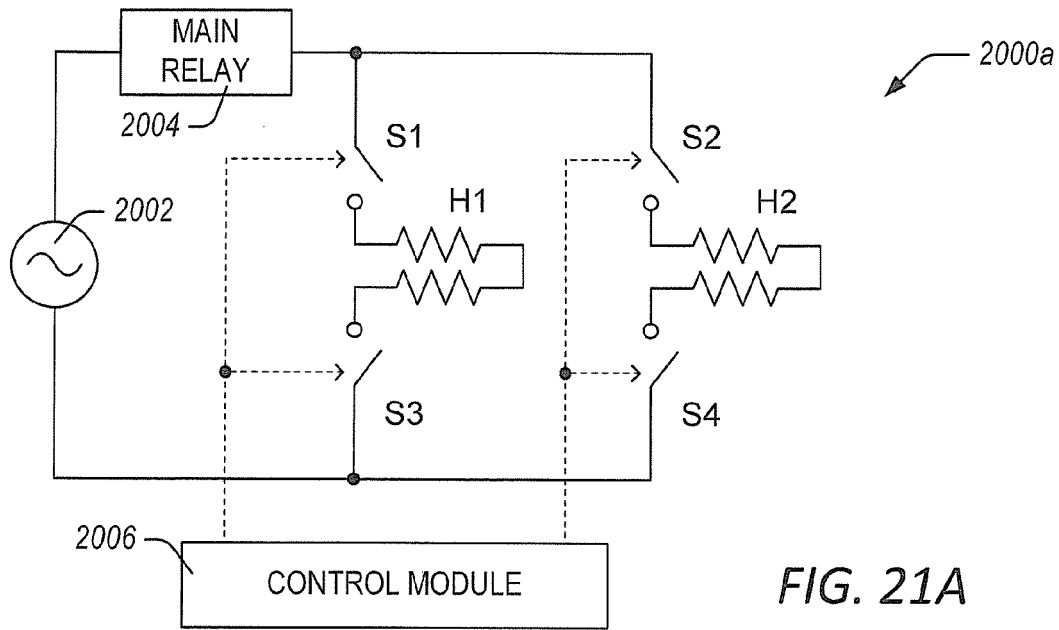 MAIN
RELAY
2004
2000a
S1
S2
2002
H1
H2
S3
S4
2006
CONTROL MODULE
FIG. 21A